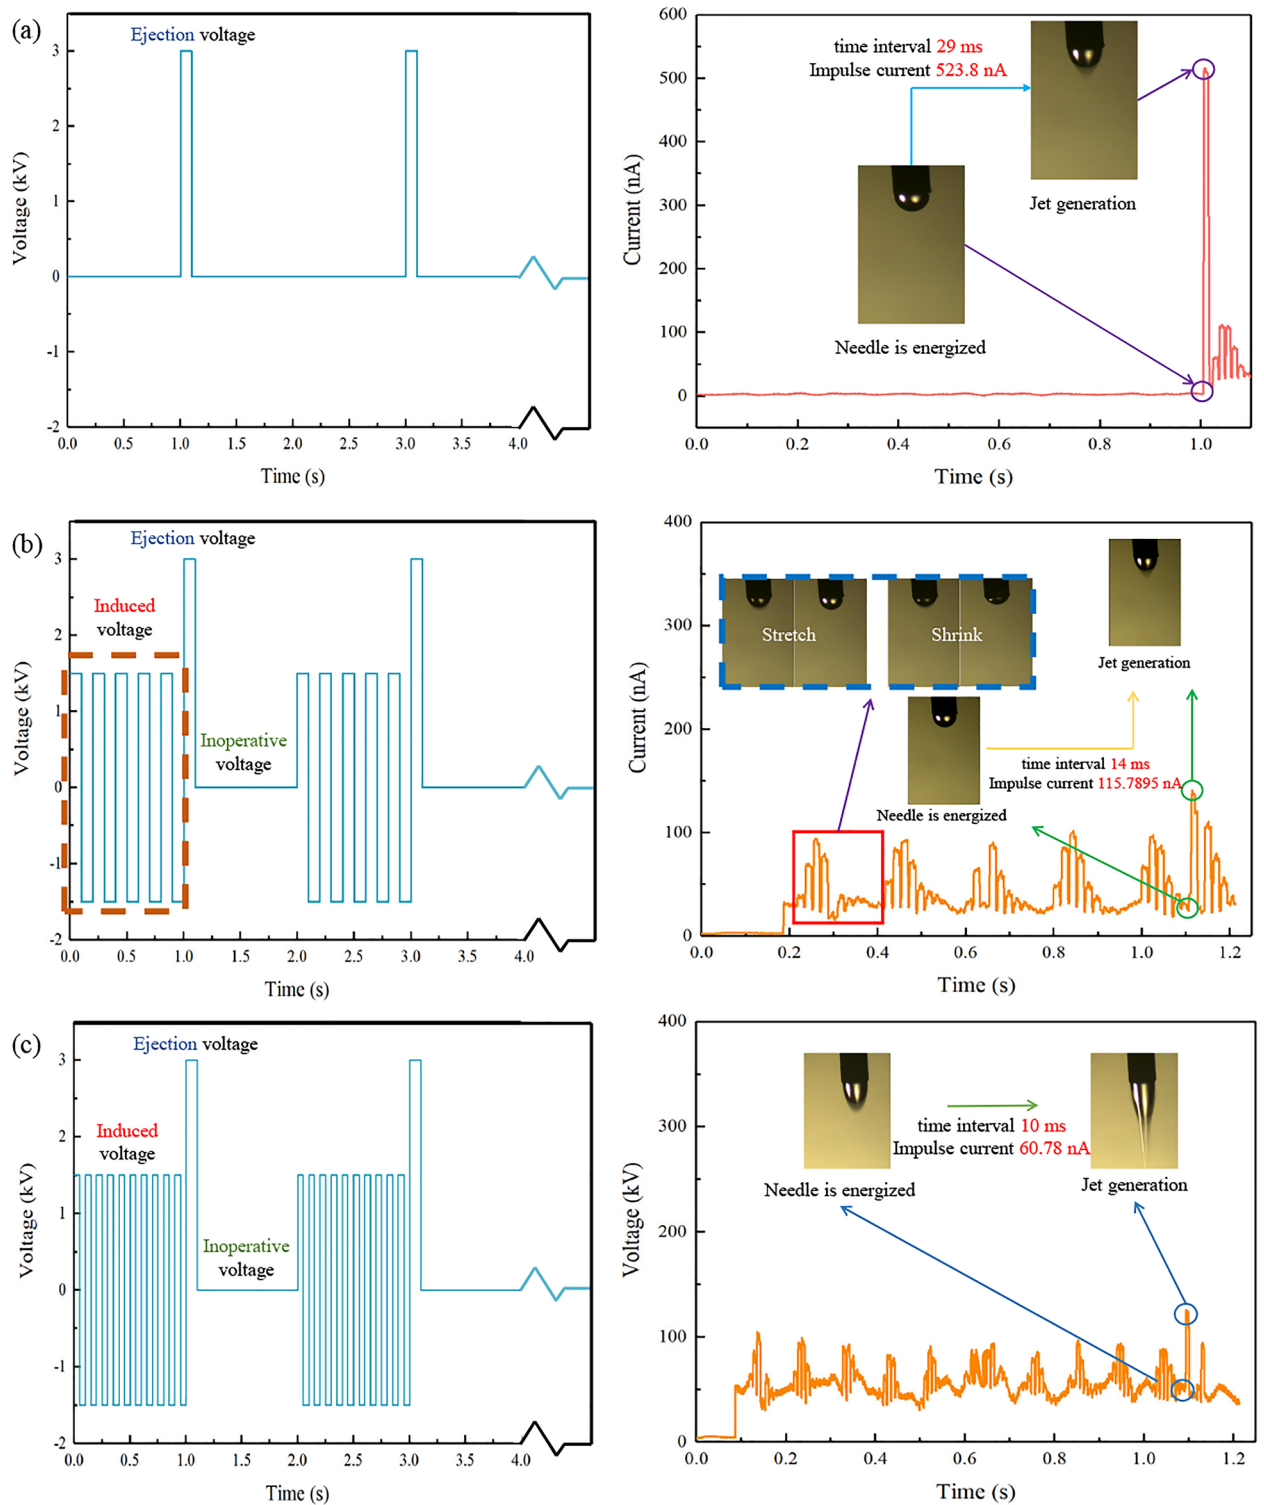 (a)
Ejection voltage
3
2
1
0
-1
-2
0.0 0.5 1.0 1.5 2.0 2.5 3.0 3.5 4.0
Time (s)
Voltage (kV)
600
500
400
300
200
100
0
0.0 0.2 0.4 0.6 0.8 1.0
Time (s)
Current (nA)
time interval 29 ms
Impulse current 523.8 nA
Jet generation
Needle is energized
(b)
Ejection voltage
Induced
voltage
Inoperative
voltage
3
2
1
0
-1
-2
0.0 0.5 1.0 1.5 2.0 2.5 3.0 3.5 4.0
Time (s)
Voltage (kV)
400
300
200
100
0
0.0 0.2 0.4 0.6 0.8 1.0 1.2
Time (s)
Current (nA)
Stretch
Shrink
Jet generation
time interval 14 ms
Impulse current 115.7895 nA
Needle is energized
(c)
Ejection voltage
Induced
voltage
Inoperative
voltage
3
2
1
0
-1
-2
0.0 0.5 1.0 1.5 2.0 2.5 3.0 3.5 4.0
Time (s)
Voltage (kV)
400
300
200
100
0
0.0 0.2 0.4 0.6 0.8 1.0 1.2
Time (s)
Voltage (kV)
time interval 10 ms
Impulse current 60.78 nA
Needle is energized
Jet generation